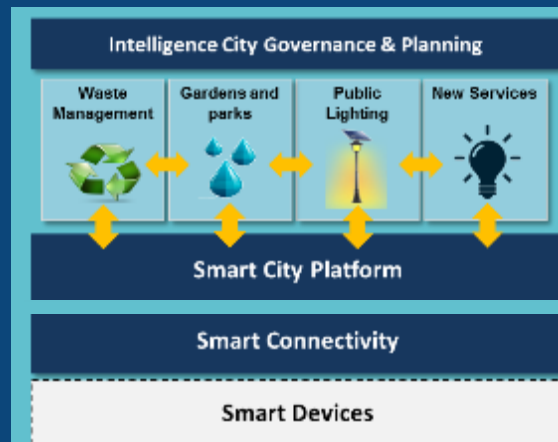 Intelligence City Governance & Planning
Waste
Management
Gardens and
parks
Public
Lighting
New Services
Smart City Platform
Smart Connectivity
Smart Devices